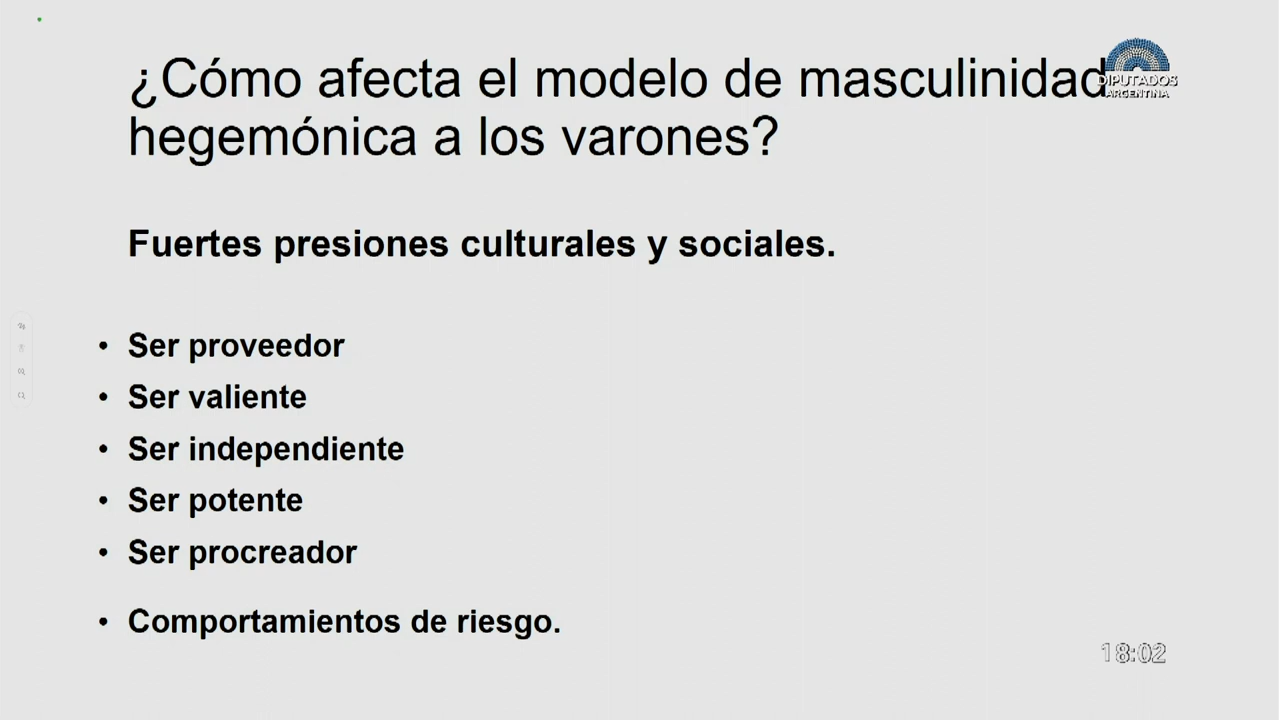 ¿Cómo afecta el modelo de masculinidad
hegemónica a los varones?
DIPUTADOS
ARGENTINA
Fuertes presiones culturales y sociales.
• Ser proveedor
• Ser valiente
• Ser independiente
• Ser potente
• Ser procreador
• Comportamientos de riesgo.
18:02